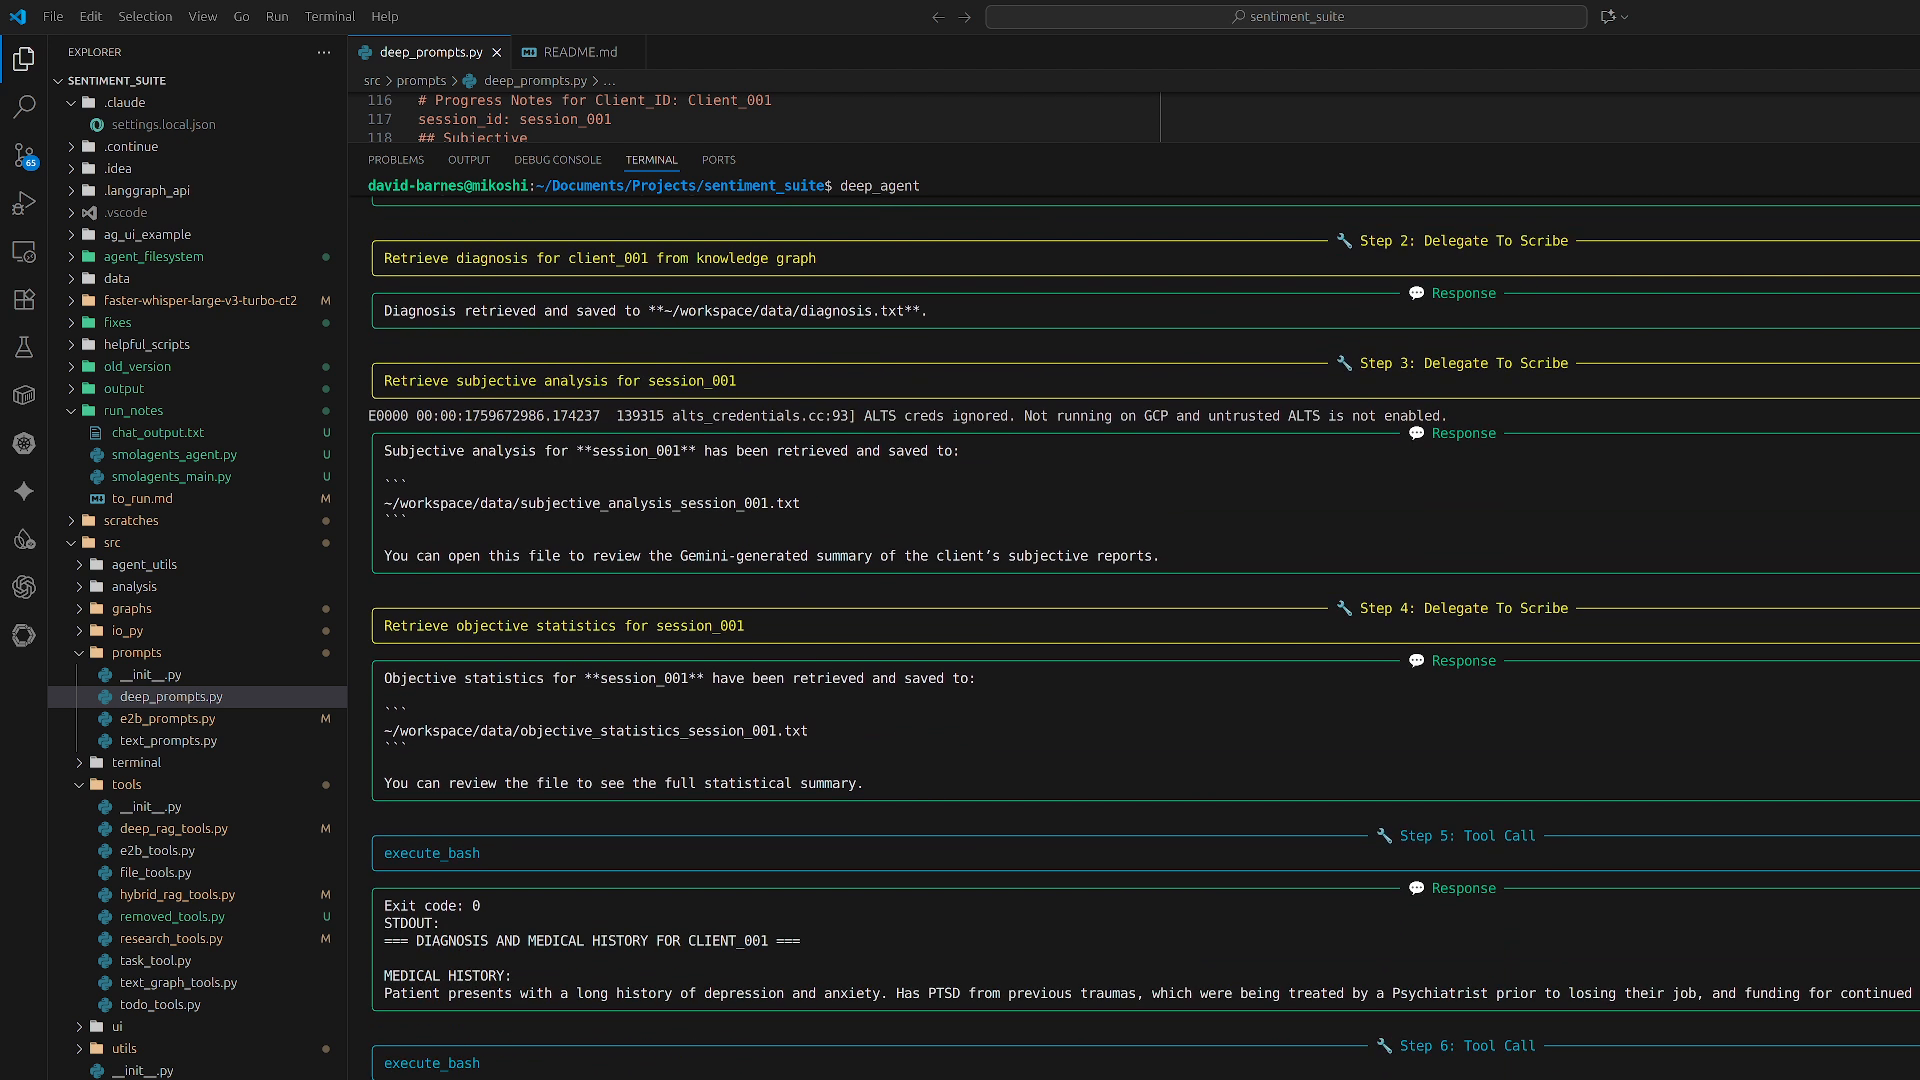 File Edit Selection View Go Run Terminal Help
sentiment_suite
EXPLORER
SENTIMENT_SUITE
.claude
settings.local.json
.continue
.idea
.langgraph_api
.vscode
ag_ui_example
agent_filesystem
data
faster-whisper-large-v3-turbo-ct2 M
fixes
helpful_scripts
old_version
output
run_notes
chat_output.txt U
smolagents_agent.py U
smolagents_main.py U
to_run.md M
scratches
src
agent_utils
analysis
graphs
io_py
prompts
__init__.py
deep_prompts.py
e2b_prompts.py M
text_prompts.py
terminal
tools
__init__.py
deep_rag_tools.py M
e2b_tools.py
file_tools.py
hybrid_rag_tools.py M
removed_tools.py U
research_tools.py M
task_tool.py
text_graph_tools.py
todo_tools.py
ui
utils
__init__.py
65
deep_prompts.py README.md
src > prompts > deep_prompts.py > ...
116 # Progress Notes for Client_ID: Client_001
117 session_id: session_001
118 ## Subjective
PROBLEMS OUTPUT DEBUG CONSOLE TERMINAL PORTS
david-barnes@mikoshi:~/Documents/Projects/sentiment_suite$ deep_agent
Step 2: Delegate To Scribe
Retrieve diagnosis for client_001 from knowledge graph
Response
Diagnosis retrieved and saved to **~/workspace/data/diagnosis.txt**.
Step 3: Delegate To Scribe
Retrieve subjective analysis for session_001
E0000 00:00:1759672986.174237  139315 alts_credentials.cc:93] ALTS creds ignored. Not running on GCP and untrusted ALTS is not enabled.
Response
Subjective analysis for **session_001** has been retrieved and saved to:
```
~/workspace/data/subjective_analysis_session_001.txt
```
You can open this file to review the Gemini-generated summary of the client’s subjective reports.
Step 4: Delegate To Scribe
Retrieve objective statistics for session_001
Response
Objective statistics for **session_001** have been retrieved and saved to:
```
~/workspace/data/objective_statistics_session_001.txt
```
You can review the file to see the full statistical summary.
Step 5: Tool Call
execute_bash
Response
Exit code: 0
STDOUT:
=== DIAGNOSIS AND MEDICAL HISTORY FOR CLIENT_001 ===
MEDICAL HISTORY:
Patient presents with a long history of depression and anxiety. Has PTSD from previous traumas, which were being treated by a Psychiatrist prior to losing their job, and funding for continued
Step 6: Tool Call
execute_bash